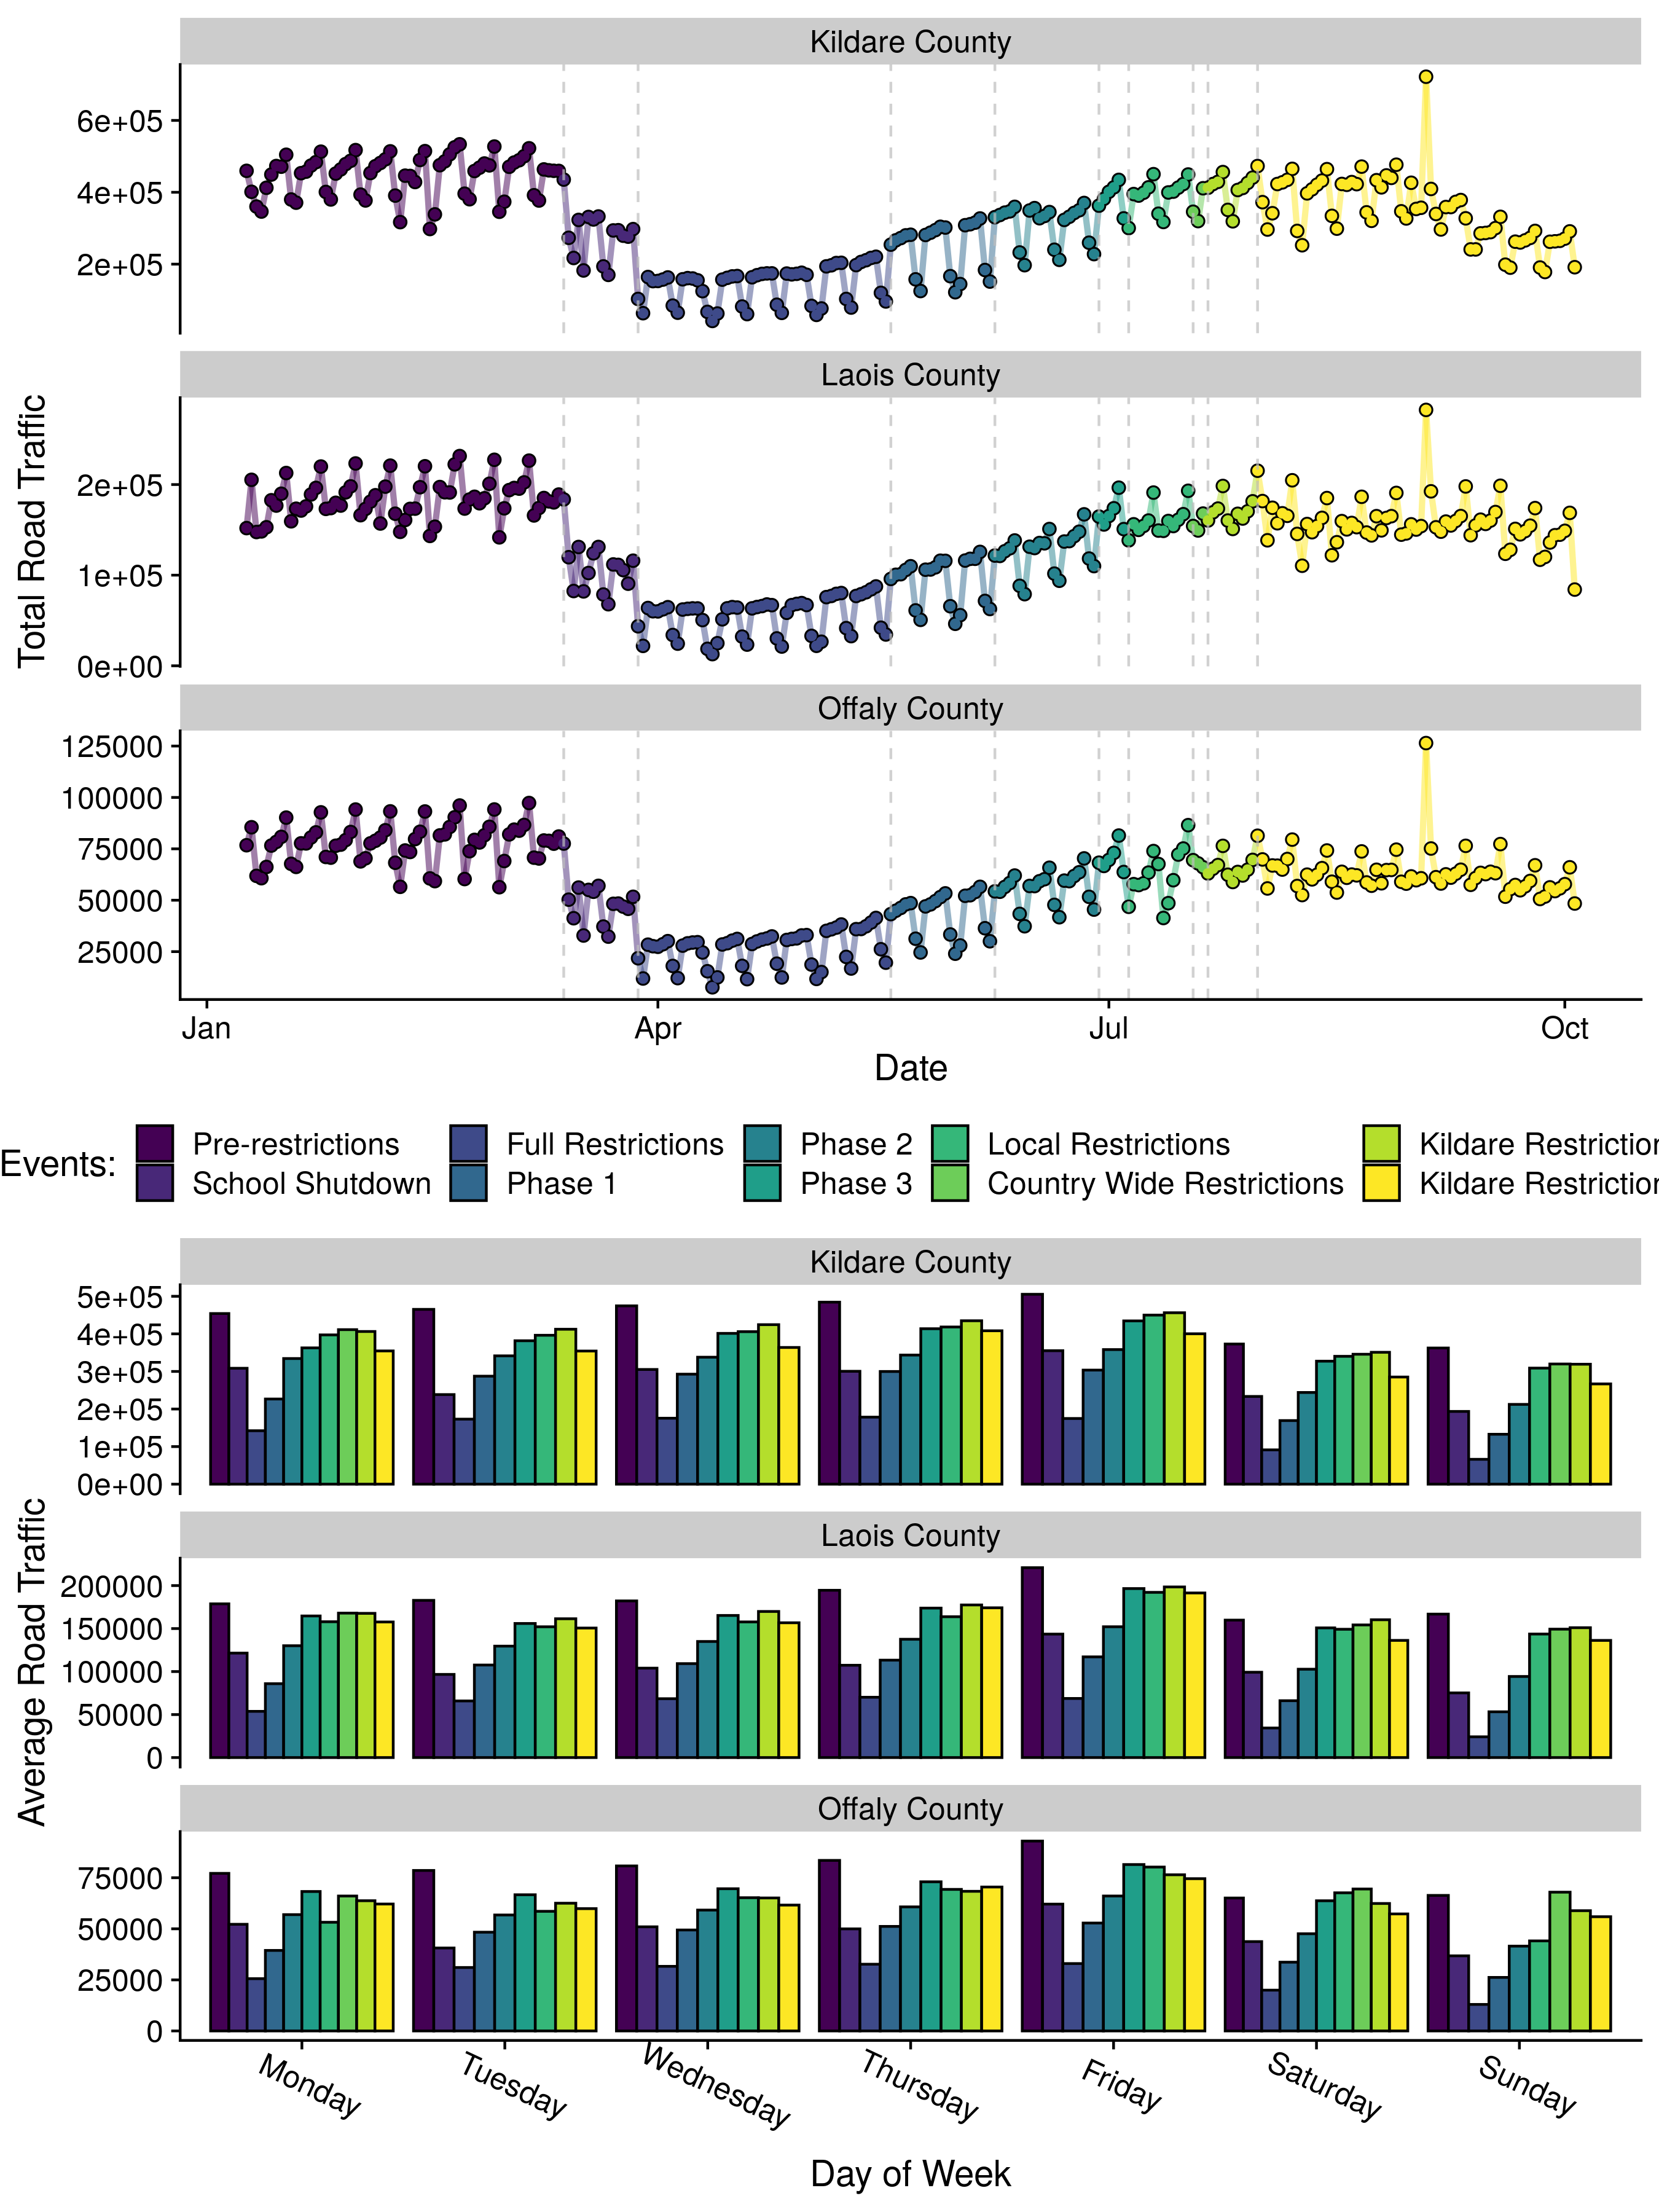 Kildare County
6e+05
4e+05
2e+05
Laois County
2e+05
1e+05
0e+00
Total Road Traffic
Offaly County
125000
100000
75000
50000
25000
Jan Apr Jul Oct
Date
Events:
Pre-restrictions Full Restrictions Phase 2 Local Restrictions Kildare Restriction
School Shutdown Phase 1 Phase 3 Country Wide Restrictions Kildare Restriction
Kildare County
5e+05
4e+05
3e+05
2e+05
1e+05
0e+00
Laois County
200000
150000
100000
50000
0
Average Road Traffic
Offaly County
75000
50000
25000
0
Monday Tuesday Wednesday Thursday Friday Saturday Sunday
Day of Week